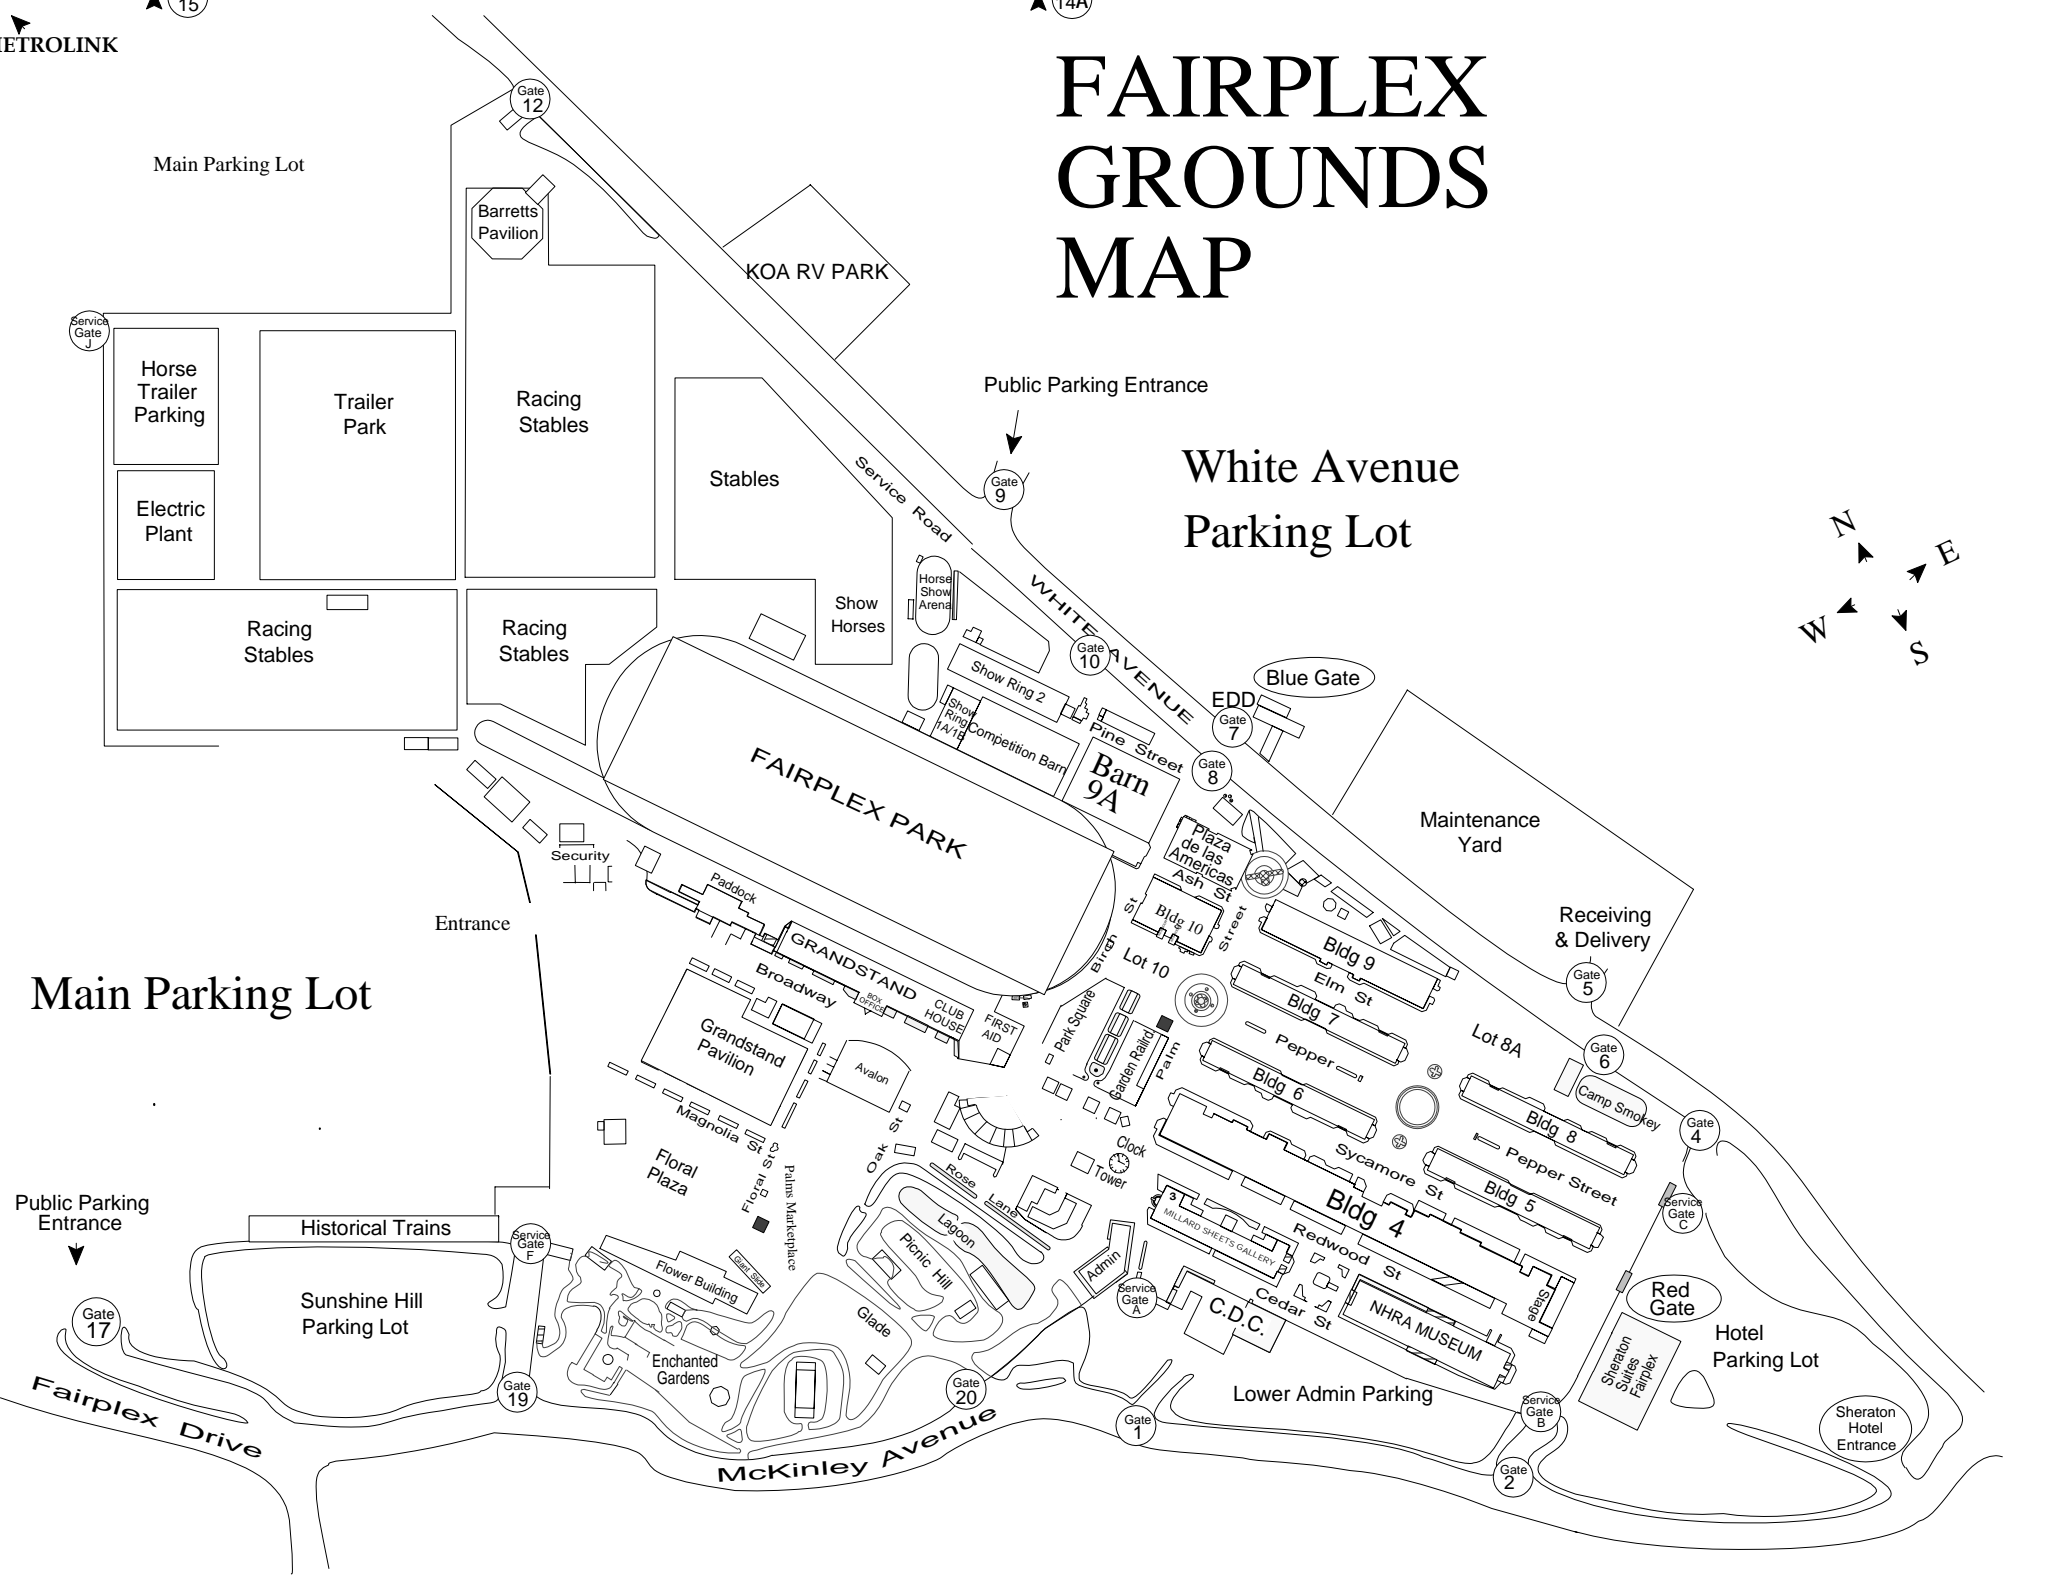 15
14A
METROLINK
FAIRPLEX
GROUNDS
MAP
Gate
12
Main Parking Lot
Barretts
Pavilion
KOA RV PARK
Service
Gate
J
Horse
Trailer
Parking
Trailer
Park
Racing
Stables
Public Parking Entrance
Stables
Service Road
Gate
9
White Avenue
Parking Lot
Electric
Plant
N
E
W
S
Horse
Show
Arena
Show
Horses
WHITE AVENUE
Racing
Stables
Racing
Stables
Gate
10
Show Ring 2
Blue Gate
EDD
Gate
7
Show
Ring
1A/1B
Competition Barn
Pine Street
Gate
8
Barn
9A
FAIRPLEX PARK
Maintenance
Yard
Plaza
de las
Americas
Security
Ash St
Paddock
Entrance
Bldg 10
Birch St
Street
Receiving
& Delivery
Bldg 9
GRANDSTAND
Lot 10
Elm St
Gate
5
Main Parking Lot
Broadway
BOX
OFFICE
CLUB
HOUSE
FIRST
AID
Park Square
Bldg 7
Grandstand
Pavilion
Garden Railrd.
Palm
Pepper
Lot 8A
Gate
6
Avalon
Bldg 6
Camp Smokey
Magnolia St
Oak St
Bldg 8
Gate
4
Clock
Tower
Sycamore St
Pepper Street
Floral
Plaza
Floral St
Palms Marketplace
Rose Lane
Bldg 5
Bldg 4
Public Parking
Entrance
3
MILLARD SHEETS GALLERY
Service
Gate
C
Historical Trains
Service
Gate
F
Lagoon
Picnic Hill
Redwood St
Admin
Flower Building
Giant Slide
Service
Gate
A
Cedar St
C.D.C.
NHRA MUSEUM
Stage
Red
Gate
Sunshine Hill
Parking Lot
Glade
Gate
17
Hotel
Parking Lot
Sheraton
Suites
Fairplex
Enchanted
Gardens
Gate
19
Gate
20
Lower Admin Parking
Service
Gate
B
Fairplex Drive
Gate
1
Sheraton
Hotel
Entrance
McKinley Avenue
Gate
2